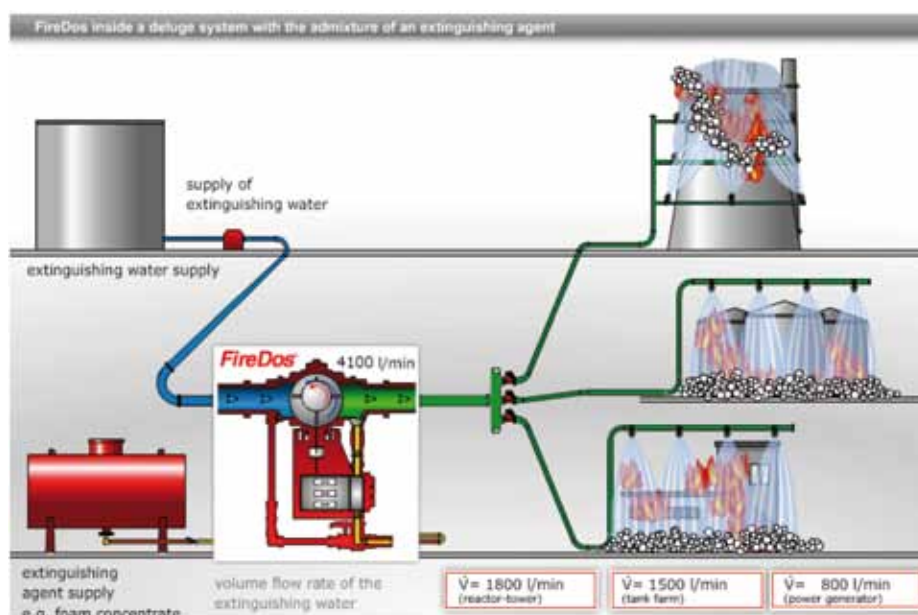 FireDos inside a deluge system with the admixture of an extinguishing agent
supply of
extinguishing water
extinguishing water supply
FireDos
4100 l/min
extinguishing
agent supply
e.g. foam concentrate
volume flow rate of the
extinguishing water
V̇= 1800 l/min
(reactor-tower)
V̇= 1500 l/min
(tank farm)
V̇= 800 l/min
(power generator)